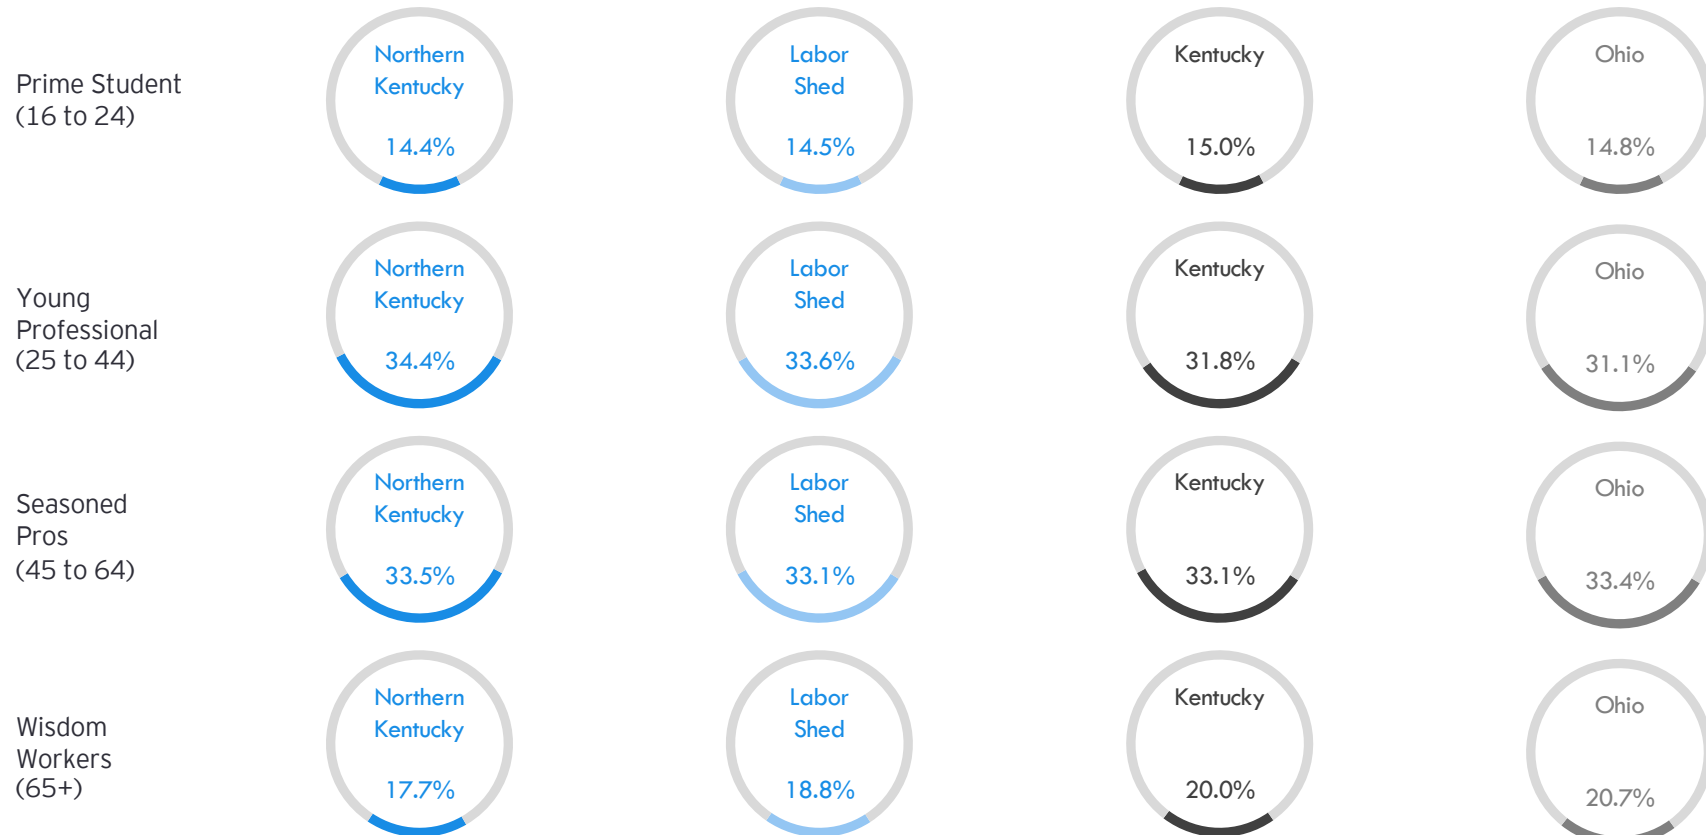 Prime Student
(16 to 24)
Northern
Kentucky
14.4%
Labor
Shed
14.5%
Kentucky
15.0%
Ohio
14.8%
Young
Professional
(25 to 44)
Northern
Kentucky
34.4%
Labor
Shed
33.6%
Kentucky
31.8%
Ohio
31.1%
Seasoned
Pros
(45 to 64)
Northern
Kentucky
33.5%
Labor
Shed
33.1%
Kentucky
33.1%
Ohio
33.4%
Wisdom
Workers
(65+)
Northern
Kentucky
17.7%
Labor
Shed
18.8%
Kentucky
20.0%
Ohio
20.7%